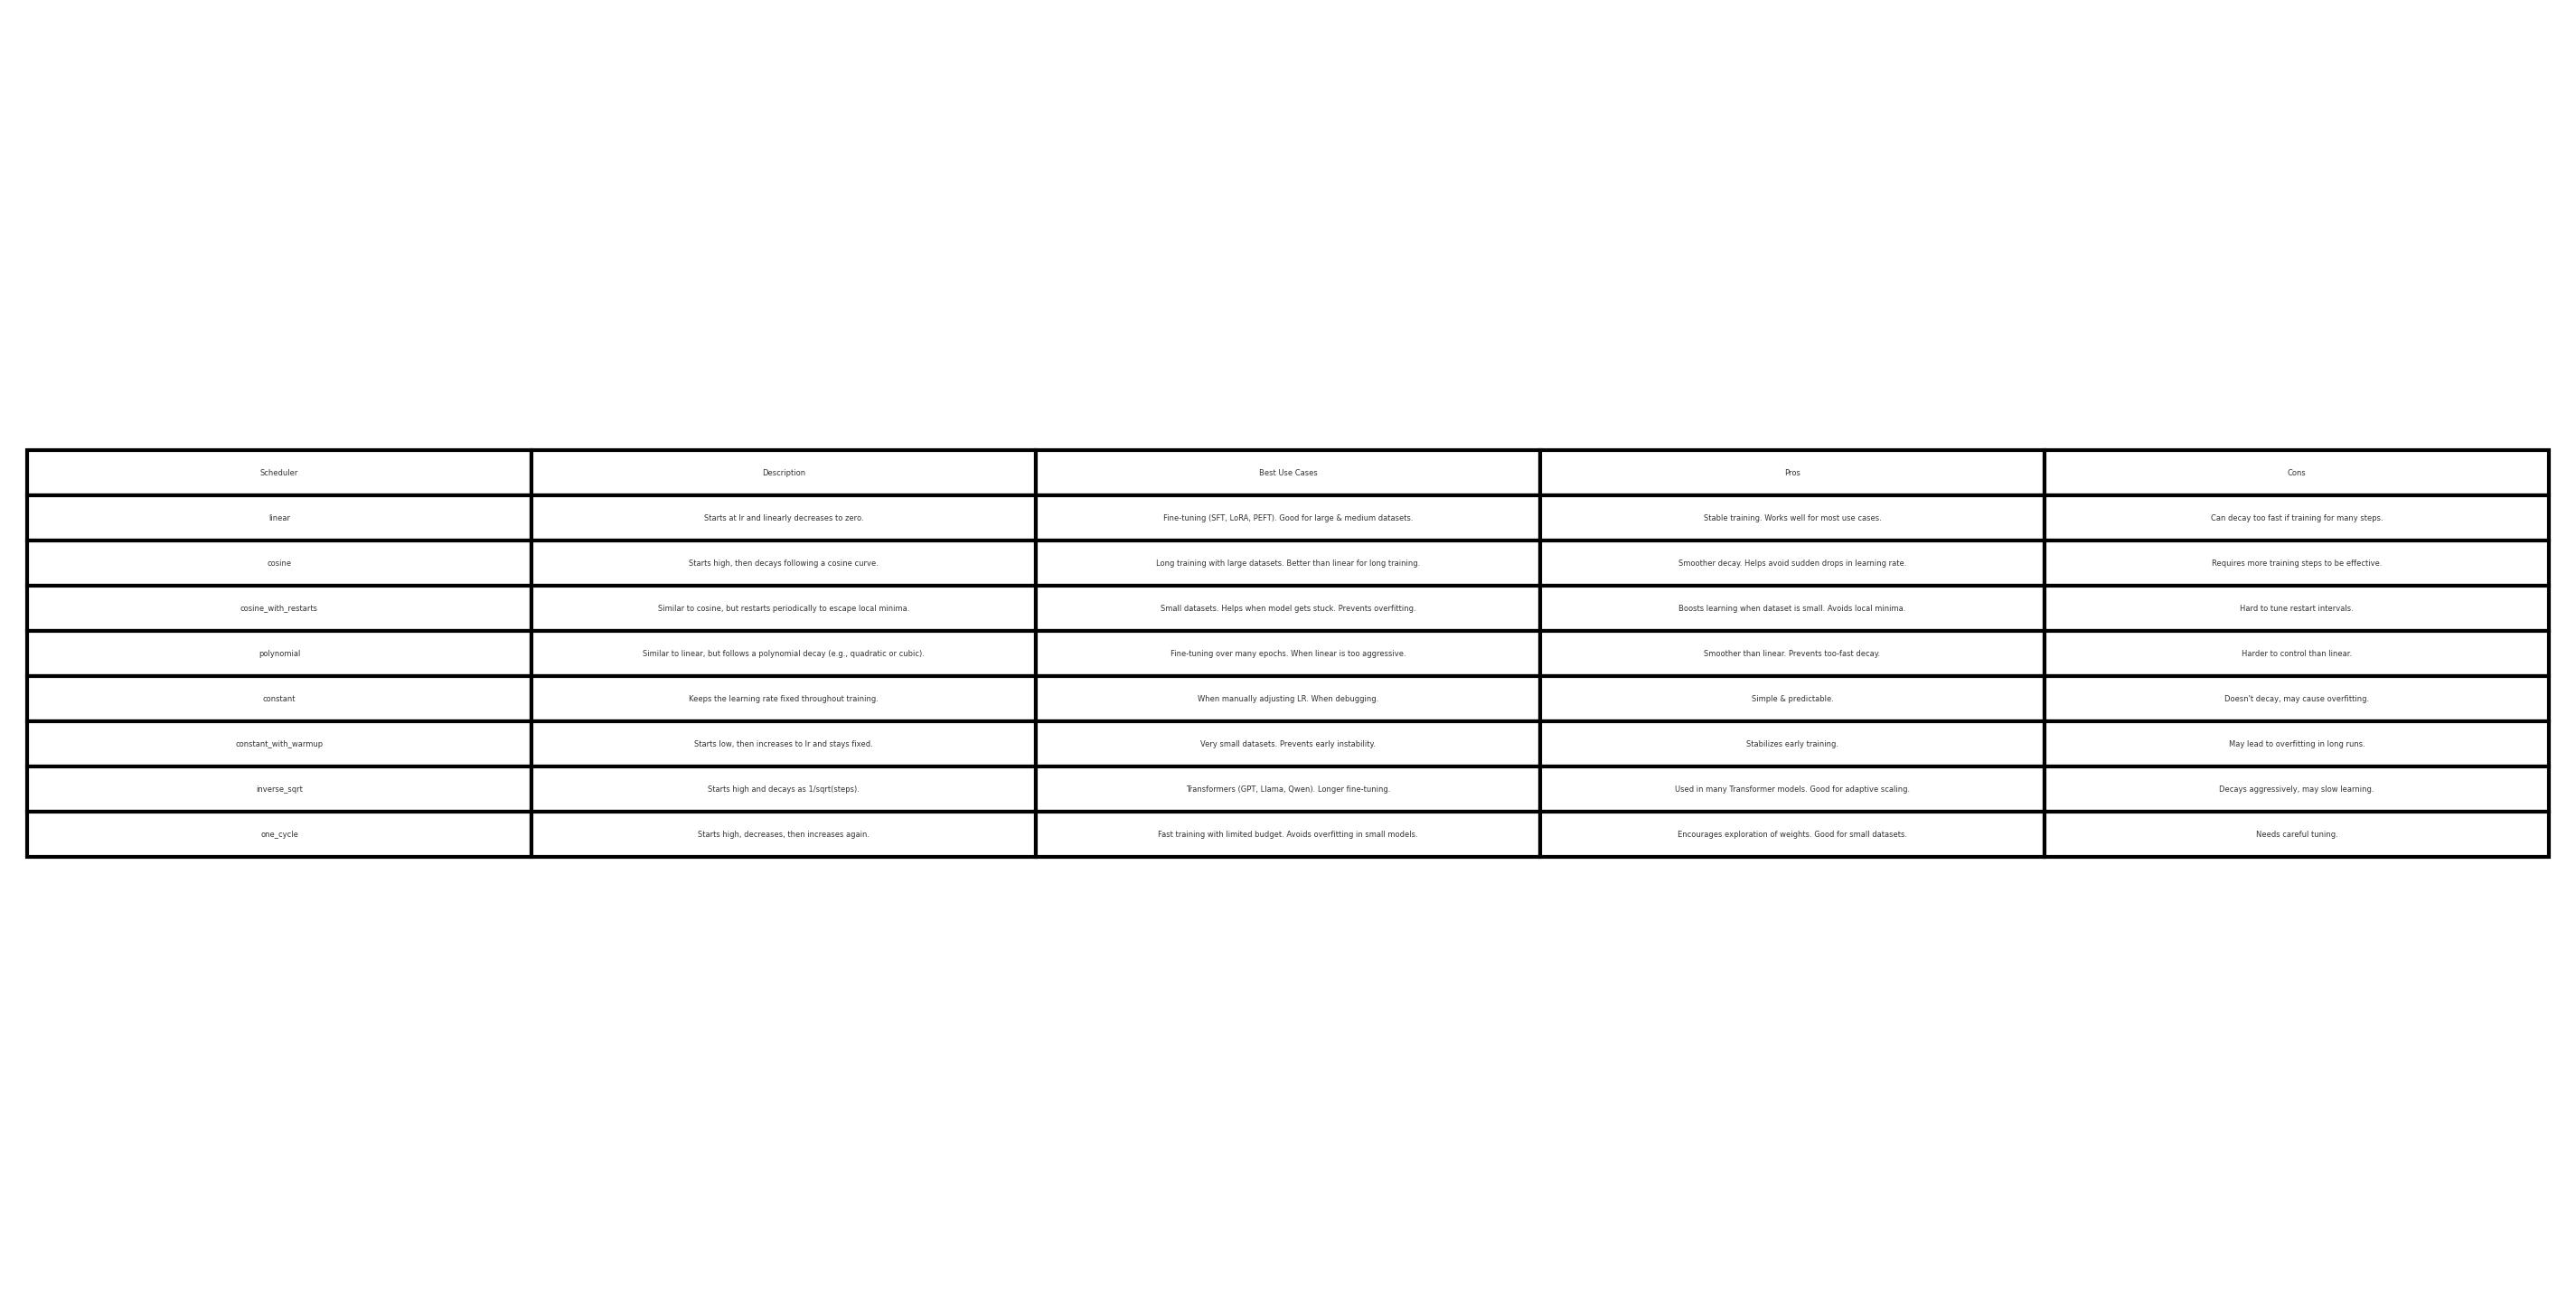 Scheduler Description Best Use Cases Pros Cons
linear Starts at lr and linearly decreases to zero. Fine-tuning (SFT, LoRA, PEFT). Good for large & medium datasets. Stable training. Works well for most use cases. Can decay too fast if training for many steps.
cosine Starts high, then decays following a cosine curve. Long training with large datasets. Better than linear for long training. Smoother decay. Helps avoid sudden drops in learning rate. Requires more training steps to be effective.
cosine_with_restarts Similar to cosine, but restarts periodically to escape local minima. Small datasets. Helps when model gets stuck. Prevents overfitting. Boosts learning when dataset is small. Avoids local minima. Hard to tune restart intervals.
polynomial Similar to linear, but follows a polynomial decay (e.g., quadratic or cubic). Fine-tuning over many epochs. When linear is too aggressive. Smoother than linear. Prevents too-fast decay. Harder to control than linear.
constant Keeps the learning rate fixed throughout training. When manually adjusting LR. When debugging. Simple & predictable. Doesn't decay, may cause overfitting.
constant_with_warmup Starts low, then increases to lr and stays fixed. Very small datasets. Prevents early instability. Stabilizes early training. May lead to overfitting in long runs.
inverse_sqrt Starts high and decays as 1/sqrt(steps). Transformers (GPT, Llama, Qwen). Longer fine-tuning. Used in many Transformer models. Good for adaptive scaling. Decays aggressively, may slow learning.
one_cycle Starts high, decreases, then increases again. Fast training with limited budget. Avoids overfitting in small models. Encourages exploration of weights. Good for small datasets. Needs careful tuning.